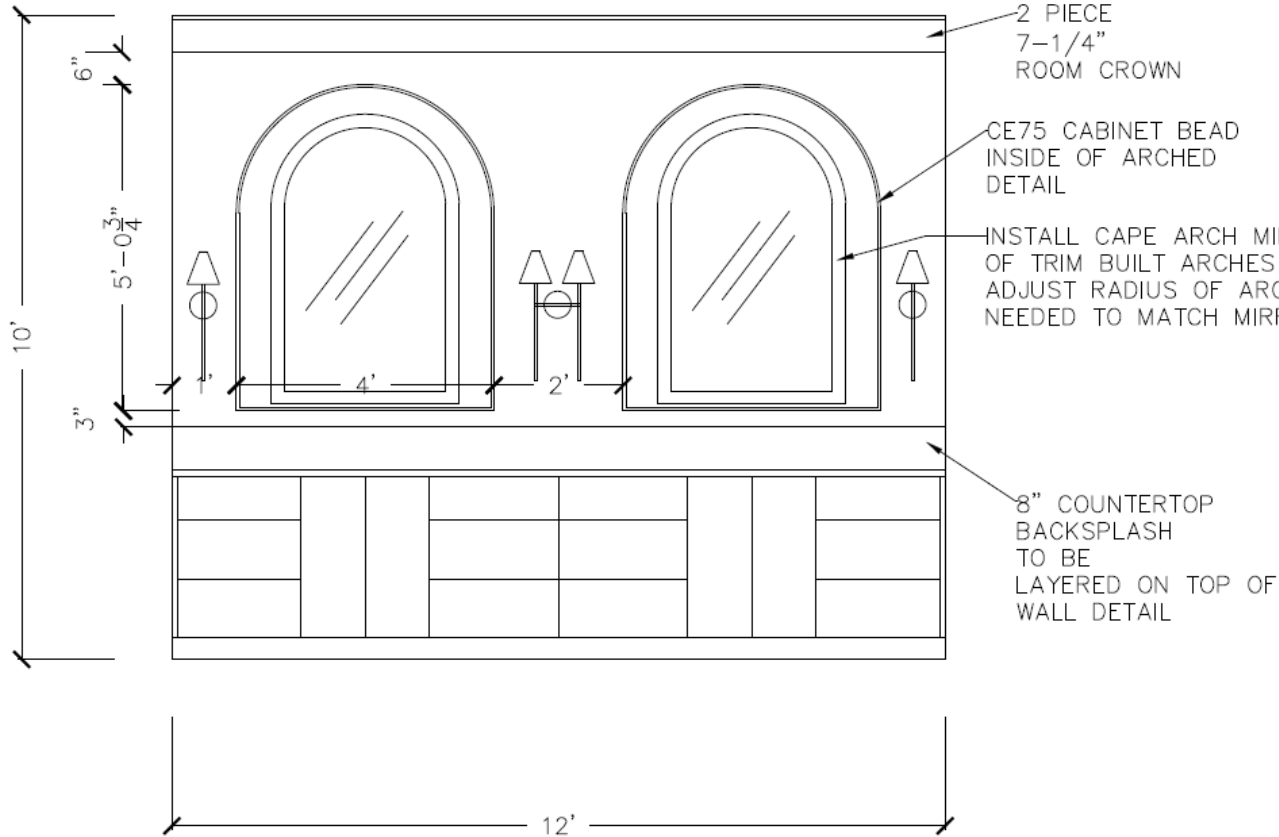 2 PIECE
7-1/4"
ROOM CROWN
CE75 CABINET BEAD
INSIDE OF ARCHED
DETAIL
INSTALL CAPE ARCH
OF TRIM BUILT ARCHES
ADJUST RADIUS OF
NEEDED TO MATCH
8" COUNTERTOP
BACKSPLASH
TO BE
LAYERED ON TOP OF
WALL DETAIL
10'
6"
5'-0 3/4"
3"
1'
4'
2'
12'